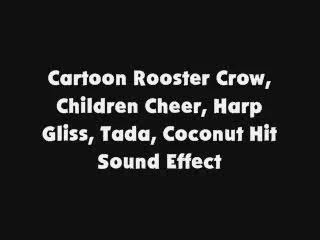 Cartoon Rooster Crow,
Children Cheer, Harp
Gliss, Tada, Coconut Hit
Sound Effect